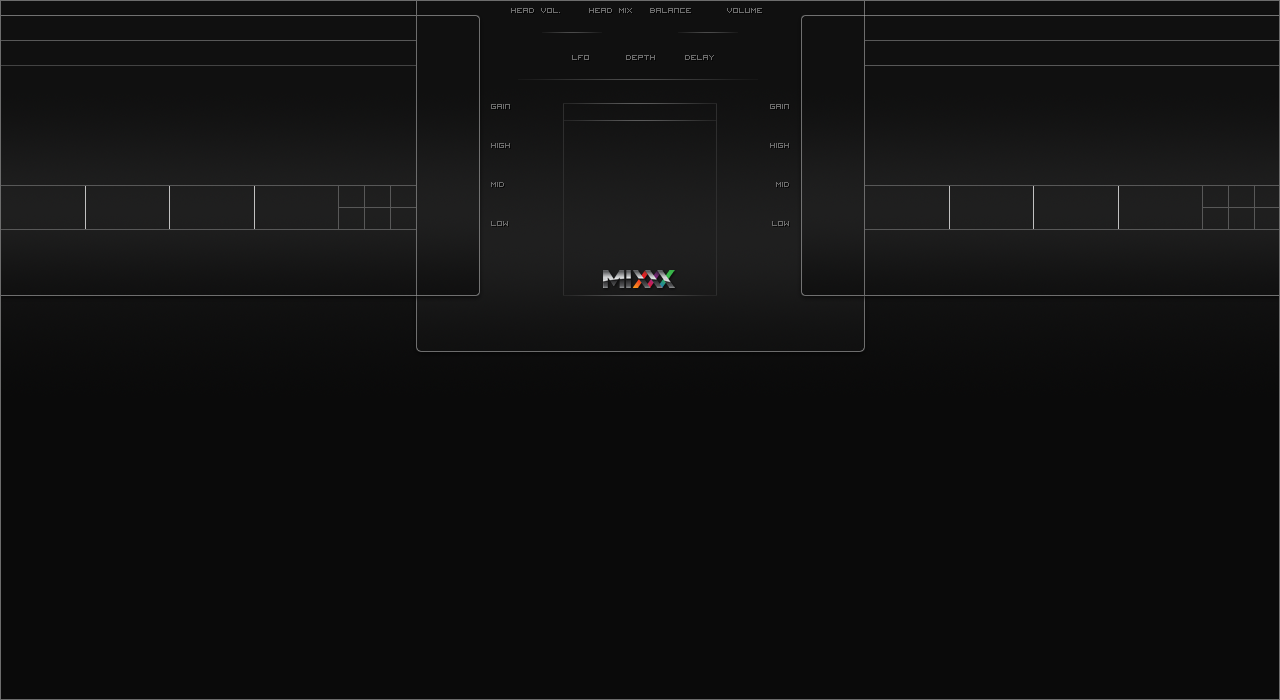 HEAD VOL. HEAD MIX BALANCE VOLUME
LFO DEPTH DELAY
GAIN GAIN
HIGH HIGH
MID MID
LOW LOW
MIXXX